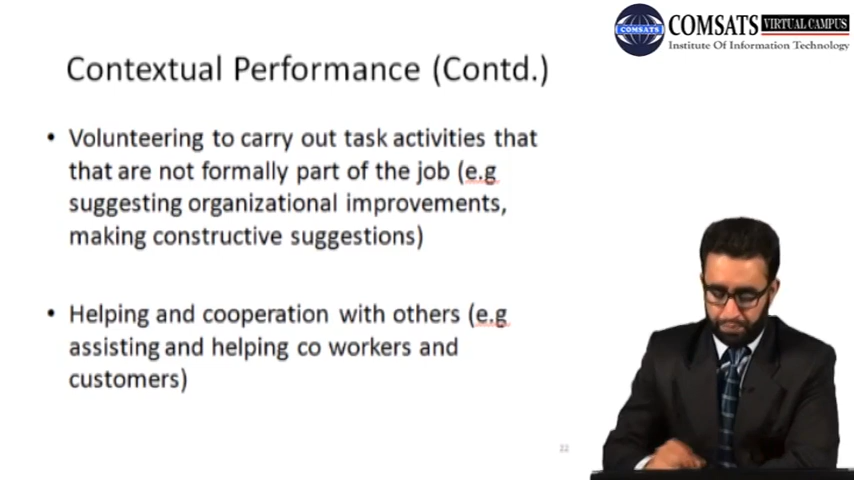 COMSATS VIRTUAL CAMPUS
COMSATS
Institute Of Information Technology
Contextual Performance (Contd.)
• Volunteering to carry out task activities that
that are not formally part of the job (e.g
suggesting organizational improvements,
making constructive suggestions)
• Helping and cooperation with others (e.g
assisting and helping co workers and
customers)
22